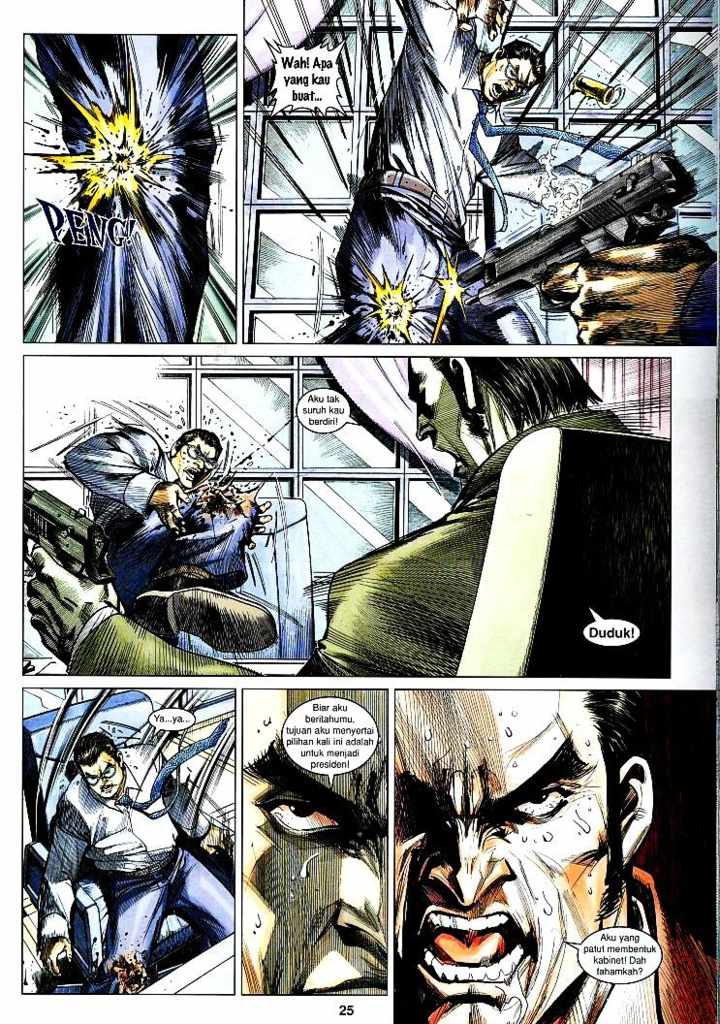 PENG!
Wah! Apa
yang kau
buat...
Aku tak
suruh kau
berdiri!
Duduk!
Ya...ya...
Biar aku
beritahumu,
tujuan aku
menyertai
pilihan kali ini adalah
untuk menjadi
presiden!
Aku yang
patut membentuk
kabinet! Dah
fahamkah?
25